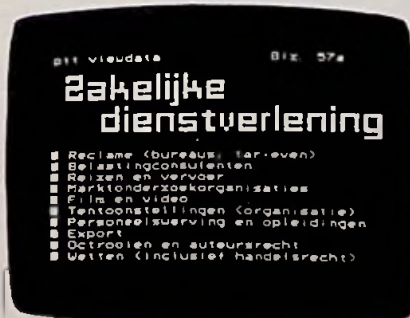 ptt viewdata Blz. 57a
Zakelijke
dienstverlening
Reclame (bureaus, tarieven)
Belastingconsulenten
Reizen en vervoer
Marktonderzoekorganisaties
Film en video
Tentoonstellingen (organisatie)
Personeelswerving en opleidingen
Export
Octrooien en auteursrecht
Wetten (inclusief handelsrecht)